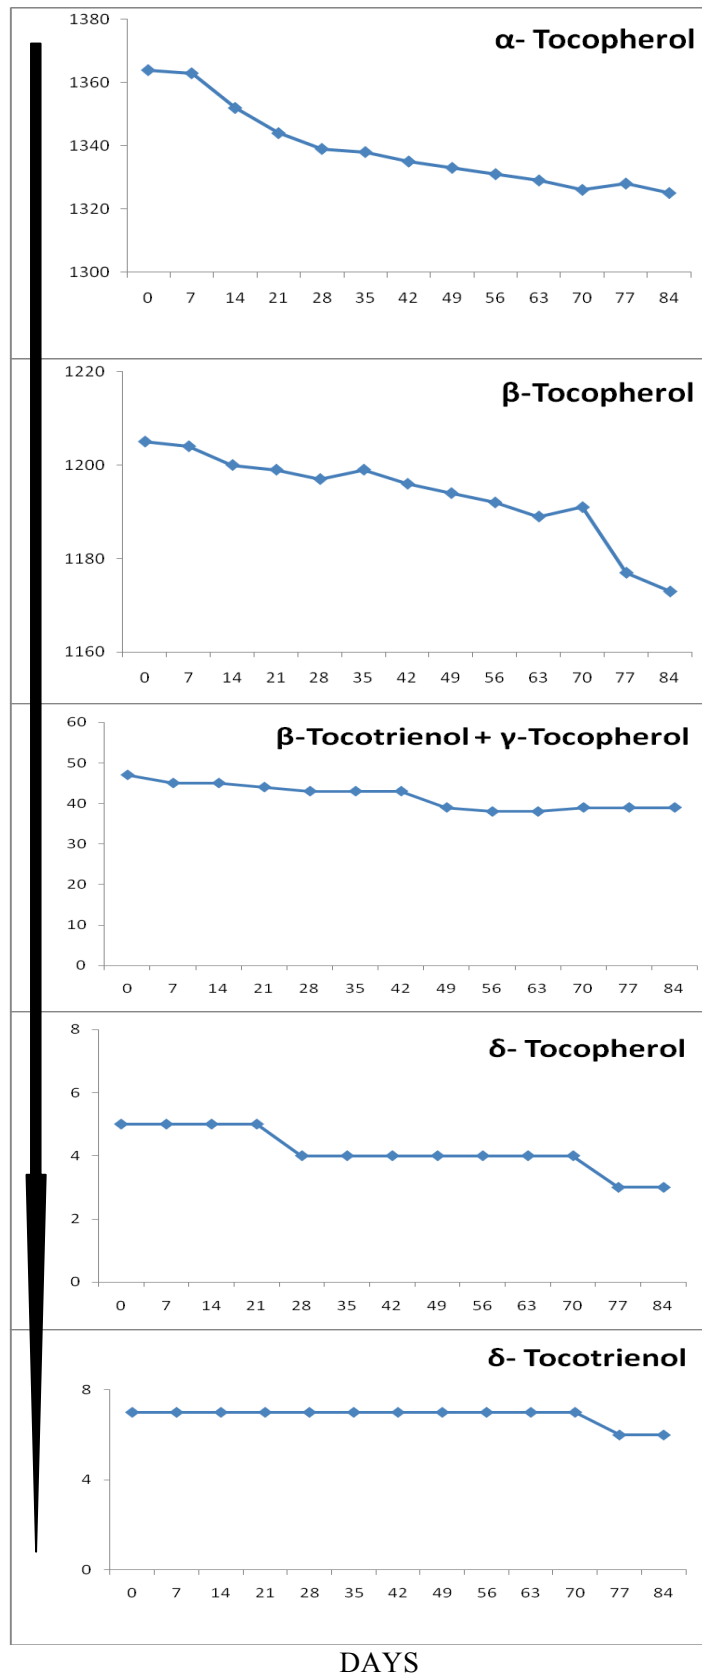 α- Tocopherol
1380
1360
1340
1320
1300
0 7 14 21 28 35 42 49 56 63 70 77 84
β-Tocopherol
1220
1200
1180
1160
0 7 14 21 28 35 42 49 56 63 70 77 84
β-Tocotrienol + γ-Tocopherol
60
50
40
30
20
10
0
0 7 14 21 28 35 42 49 56 63 70 77 84
δ- Tocopherol
8
6
4
2
0
0 7 14 21 28 35 42 49 56 63 70 77 84
δ- Tocotrienol
8
4
0
0 7 14 21 28 35 42 49 56 63 70 77 84
DAYS